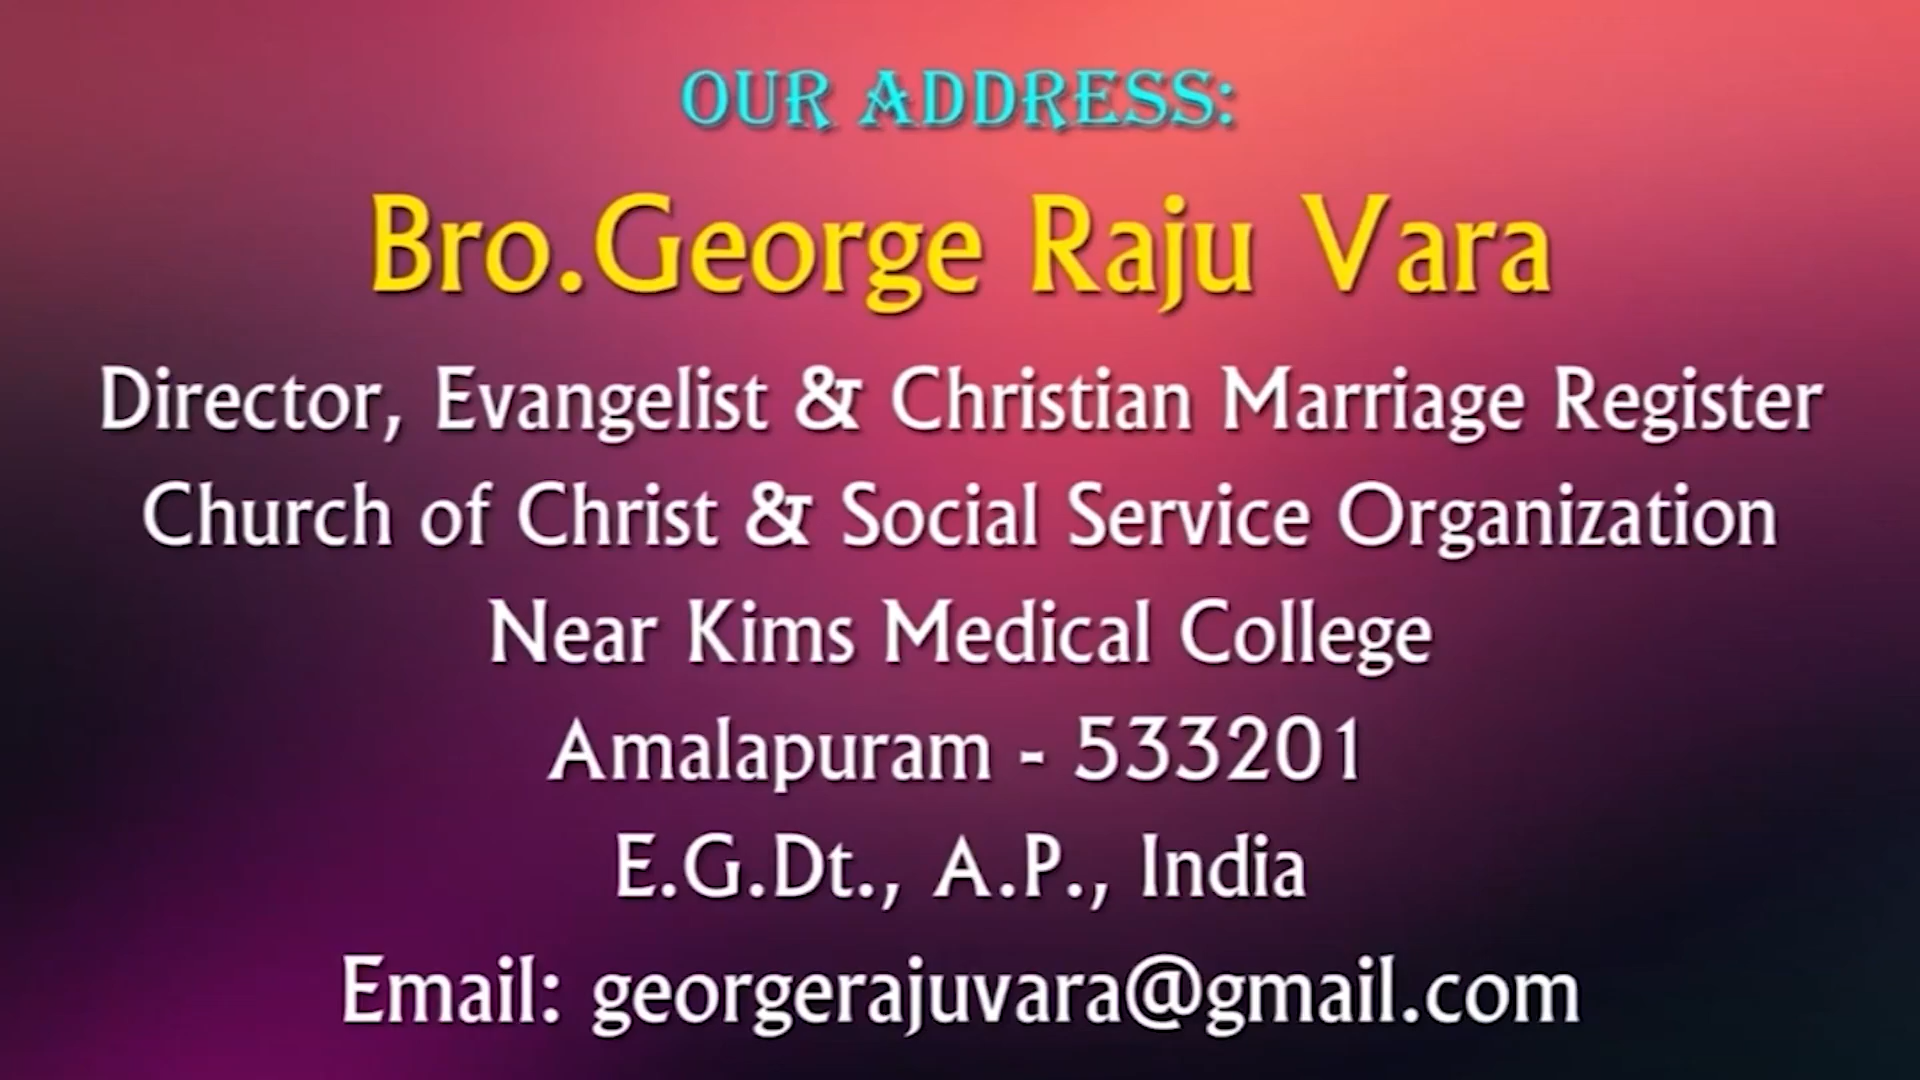 OUR ADDRESS:
Bro.George Raju Vara
Director, Evangelist & Christian Marriage Register
Church of Christ & Social Service Organization
Near Kims Medical College
Amalapuram - 533201
E.G.Dt., A.P., India
Email: georgerajuvara@gmail.com